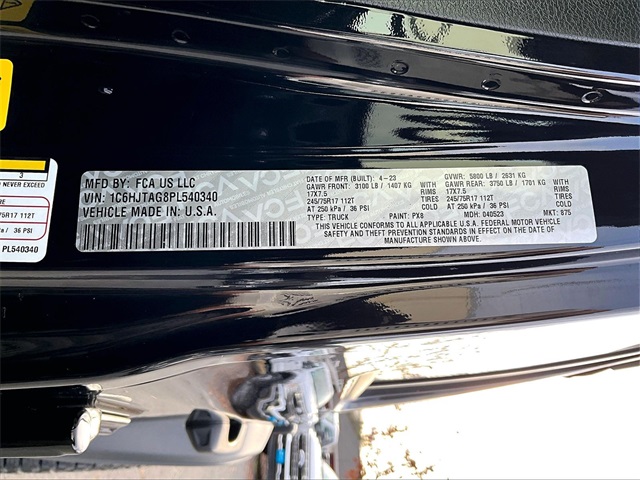 3
NEVER EXCEED
75R17 112T
Pa / 36 PSI
PL540340
MFD BY: FCA US LLC
VIN: 1C6HJTAG8PL540340
VEHICLE MADE IN U.S.A.
DATE OF MFR (BUILT): 4-23 GVWR: 5800 LB / 2631 KG
GAWR FRONT: 3100 LB / 1407 KG WITH GAWR REAR: 3750 LB / 1701 KG WITH
17X7.5 RIMS 17X7.5 RIMS
245/75R17 112T TIRES 245/75R17 112T TIRES
AT 250 kPa / 36 PSI COLD AT 250 kPa / 36 PSI COLD
TYPE: TRUCK PAINT: PX8 MDH: 040523 MKT: 875
THIS VEHICLE CONFORMS TO ALL APPLICABLE U.S.A. FEDERAL MOTOR VEHICLE
SAFETY AND THEFT PREVENTION STANDARDS IN EFFECT ON THE DATE OF
MANUFACTURE SHOWN ABOVE.